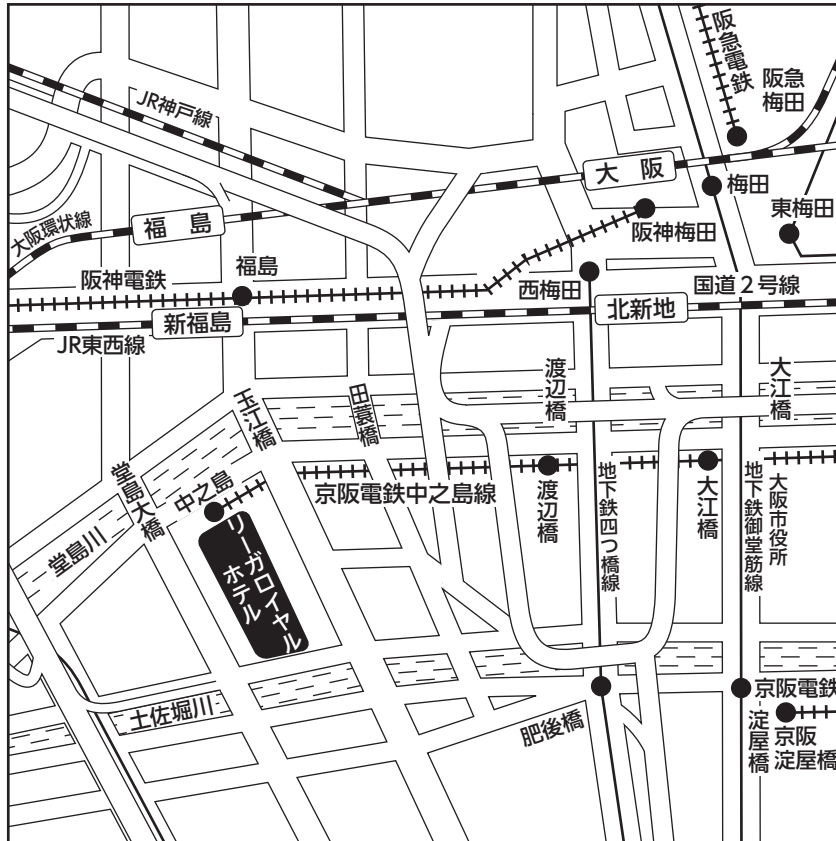 阪急電鉄
阪急
梅田
JR神戸線
大 阪
梅田
大阪環状線
福 島
阪神梅田
東梅田
阪神電鉄
福島
西梅田
国道2号線
新福島
北新地
JR東西線
玉江橋
田蓑橋
渡辺橋
大江橋
堂島大橋
中之島
京阪電鉄中之島線
渡辺橋
地下鉄四つ橋線
大江橋
地下鉄御堂筋線
大阪市役所
堂島川
リーガロイヤル
ホテル
土佐堀川
肥後橋
淀屋橋
京阪電鉄
京阪
淀屋橋